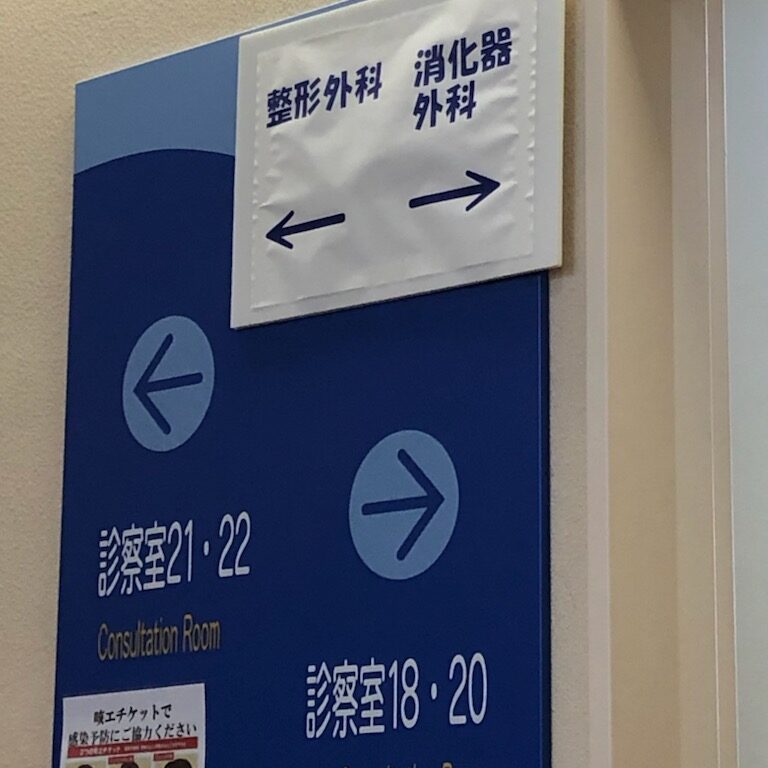 整形外科
消化器
外科
←
→
←
→
診察室21・22
Consultation Room
診察室18・20
咳エチケットで
感染予防にご協力ください